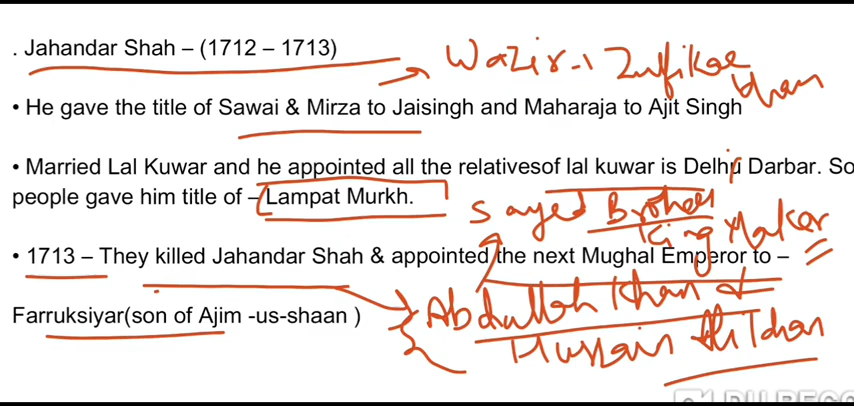 . Jahandar Shah – (1712 – 1713)
Wazir - Zulfikar
khan
• He gave the title of Sawai & Mirza to Jaisingh and Maharaja to Ajit Singh
• Married Lal Kuwar and he appointed all the relativesof lal kuwar is Delhi Darbar. So
people gave him title of – Lampat Murkh.
Sayed Brothers
King Maker
• 1713 – They killed Jahandar Shah & appointed the next Mughal Emperor to –
Abdullah Khan &
Farruksiyar(son of Ajim -us-shaan )
Hussain Ali Khan